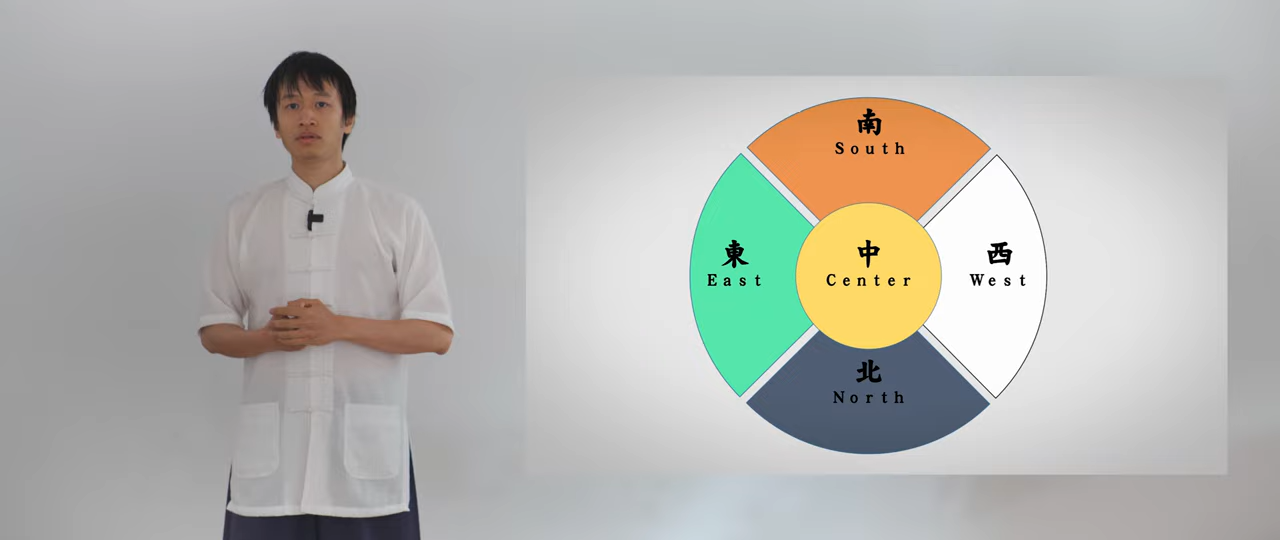 南
South
東
East
中
Center
西
West
北
North